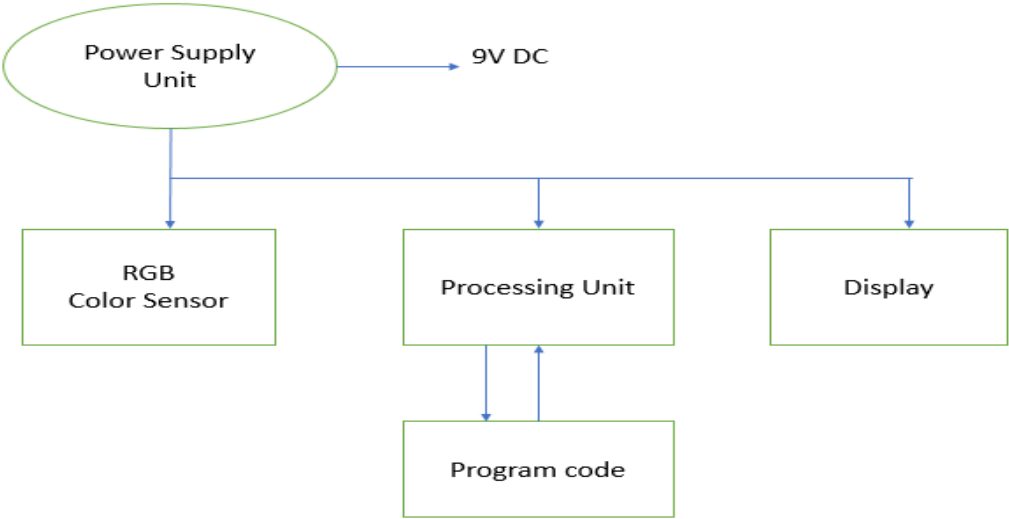 Power Supply
Unit
9V DC
RGB
Color Sensor
Processing Unit
Display
Program code